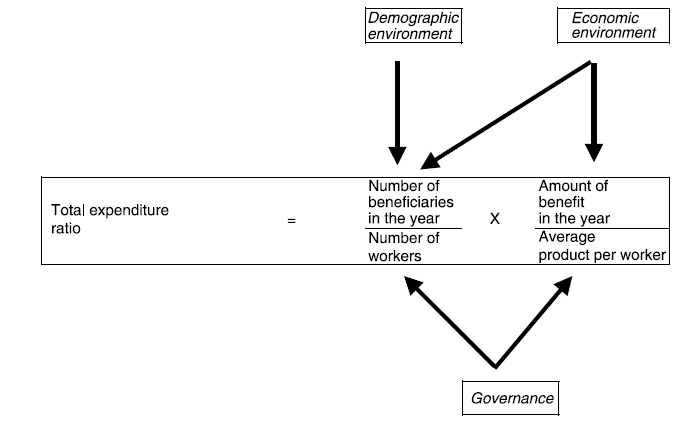 Demographic
environment
Economic
environment
Total expenditure
ratio
=
Number of
beneficiaries
in the year
Number of
workers
X
Amount of
benefit
in the year
Average
product per worker
Governance